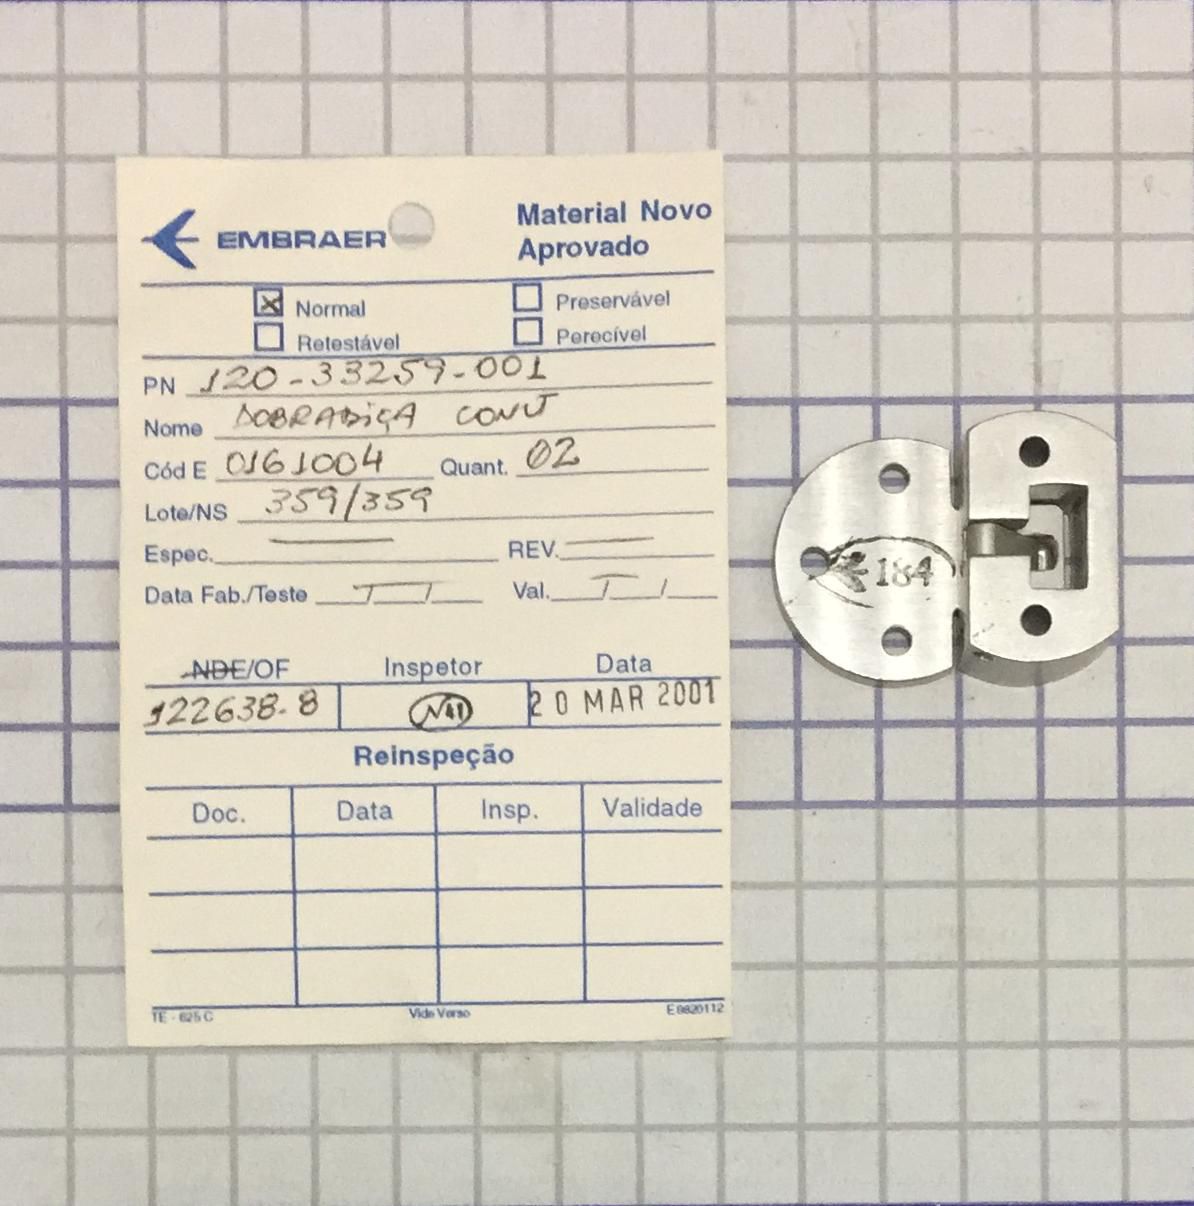 EMBRAER
Material Novo
Aprovado
Normal
Preservável
Retestável
Perecível
PN 120-33259-001
Nome DOBRADiÇA CONJ
Cód E 0161004 Quant. 02
Lote/NS 359/359
Espec. REV.
Data Fab./Teste Val.
NDE/OF Inspetor Data
122638-8 N41 20 MAR 2001
Reinspeção
Doc. Data Insp. Validade
TE - 625 C Vide Verso
184